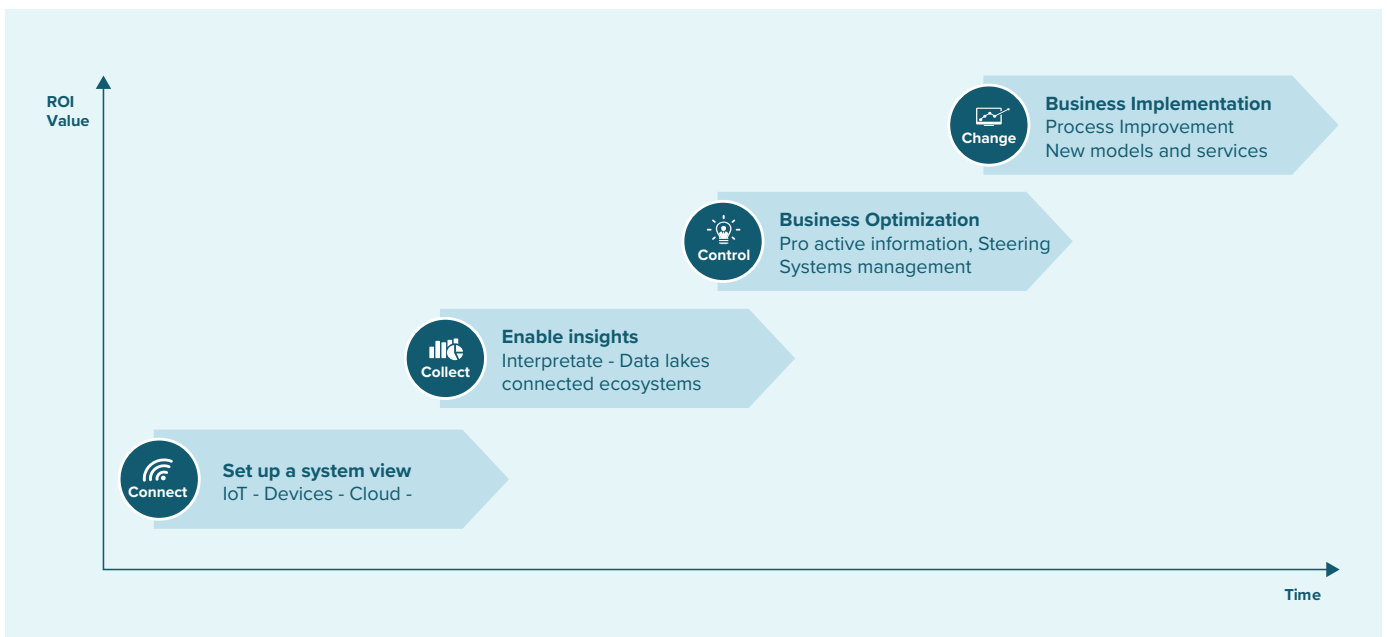 ROI
Value
Change
Business Implementation
Process Improvement
New models and services
Control
Business Optimization
Pro active information, Steering
Systems management
Collect
Enable insights
Interpretate - Data lakes
connected ecosystems
Connect
Set up a system view
IoT - Devices - Cloud -
Time